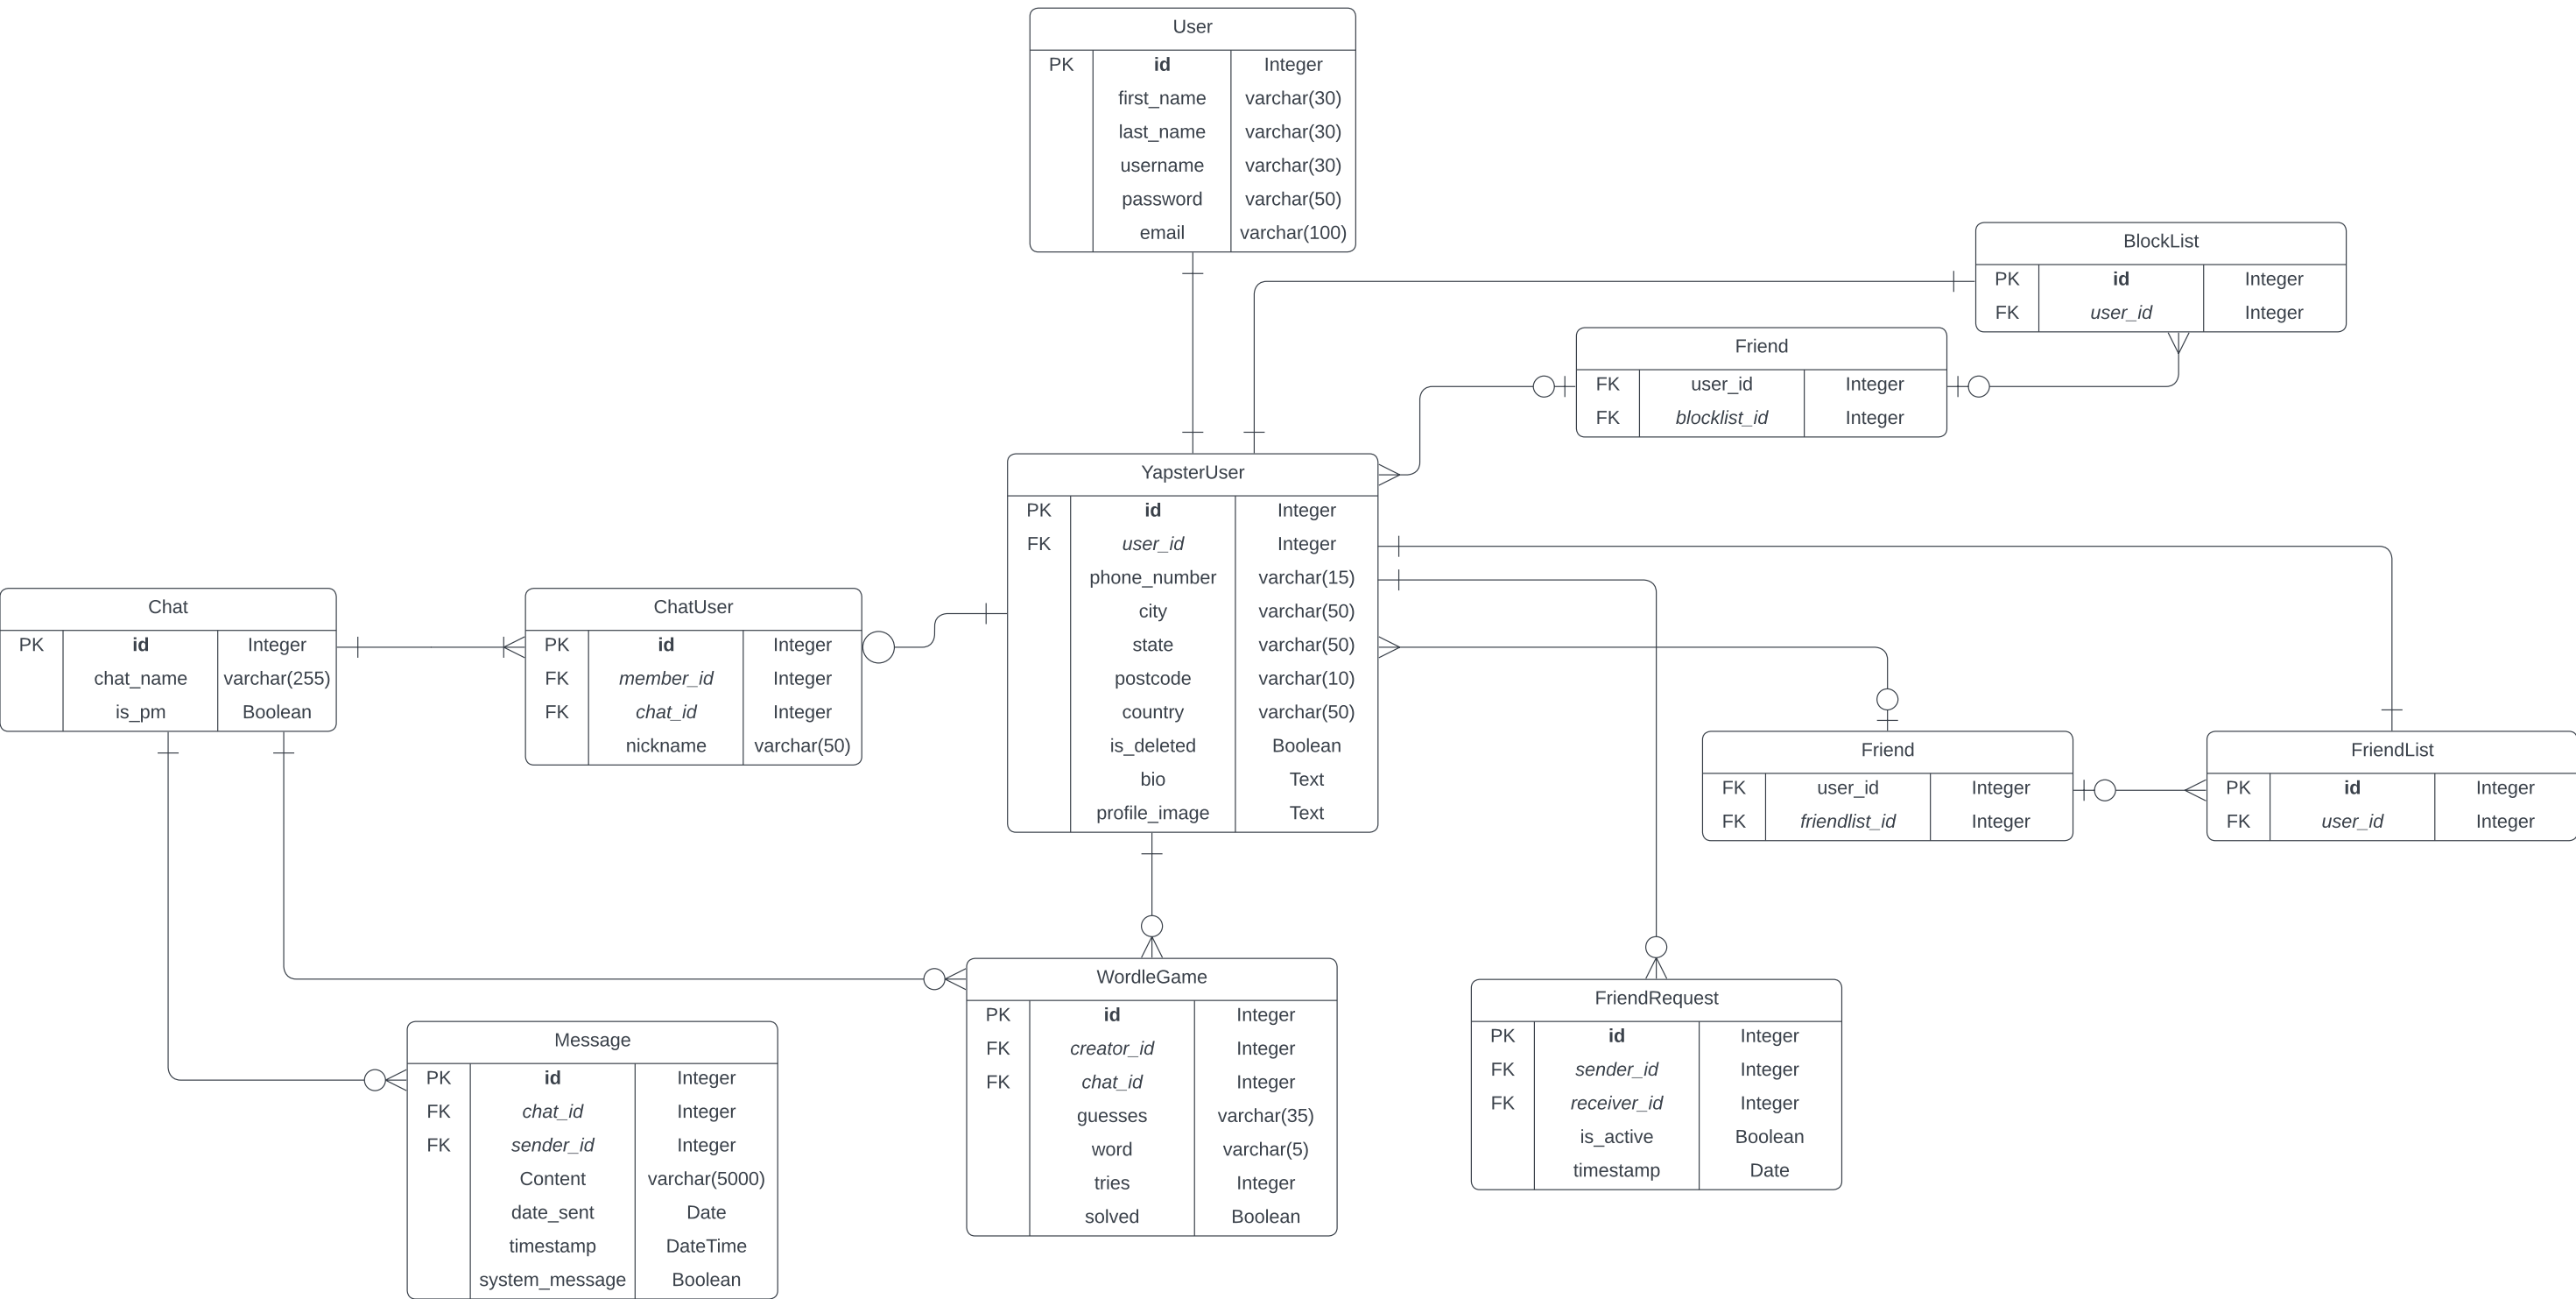 User
PK id Integer
first_name varchar(30)
last_name varchar(30)
username varchar(30)
password varchar(50)
email varchar(100)
BlockList
PK id Integer
FK user_id Integer
Friend
FK user_id Integer
FK blocklist_id Integer
YapsterUser
PK id Integer
FK user_id Integer
phone_number varchar(15)
city varchar(50)
state varchar(50)
postcode varchar(10)
country varchar(50)
is_deleted Boolean
bio Text
profile_image Text
Chat
PK id Integer
chat_name varchar(255)
is_pm Boolean
ChatUser
PK id Integer
FK member_id Integer
FK chat_id Integer
nickname varchar(50)
Friend
FK user_id Integer
FK friendlist_id Integer
FriendList
PK id Integer
FK user_id Integer
WordleGame
PK id Integer
FK creator_id Integer
FK chat_id Integer
guesses varchar(35)
word varchar(5)
tries Integer
solved Boolean
FriendRequest
PK id Integer
FK sender_id Integer
FK receiver_id Integer
is_active Boolean
timestamp Date
Message
PK id Integer
FK chat_id Integer
FK sender_id Integer
Content varchar(5000)
date_sent Date
timestamp DateTime
system_message Boolean